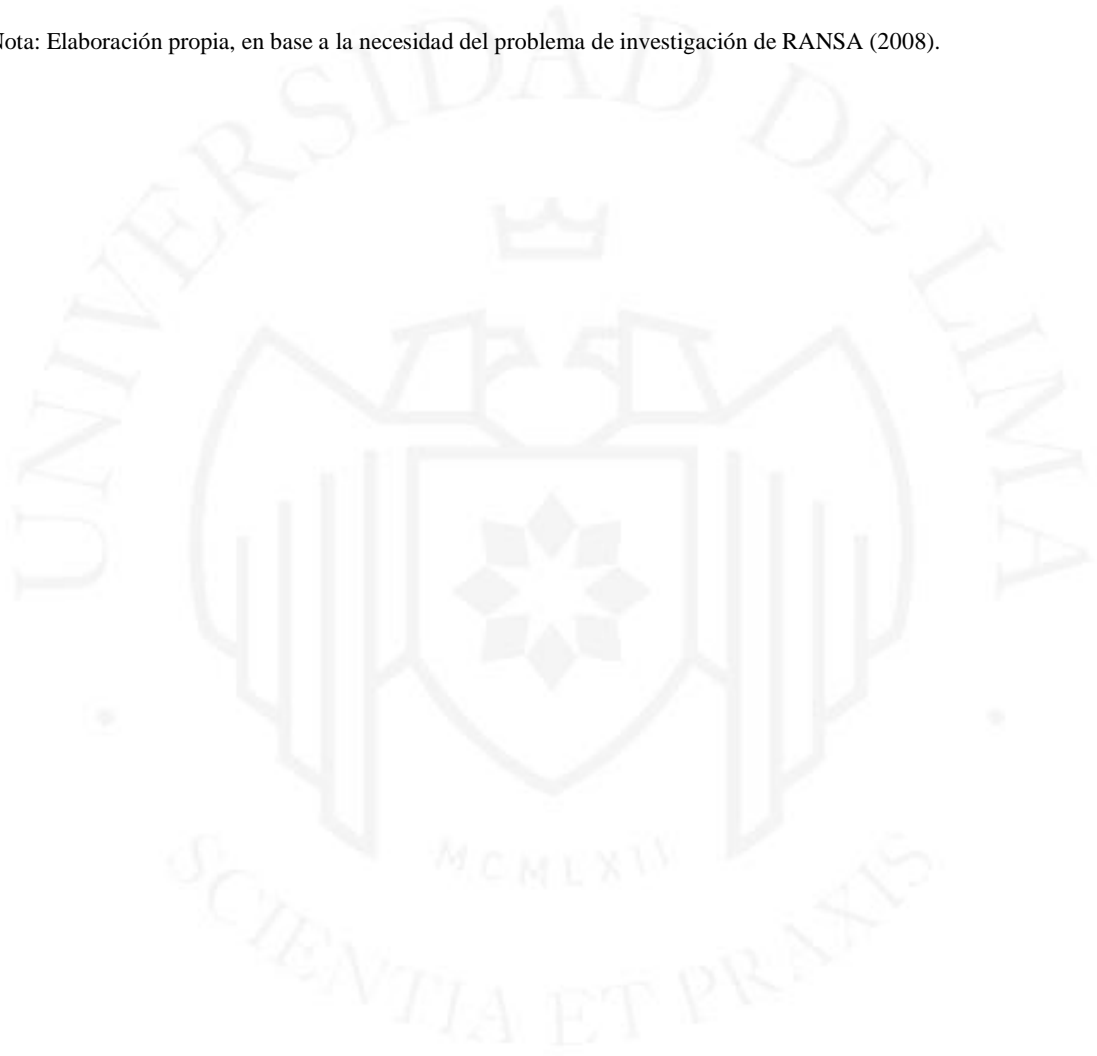 Nota: Elaboración propia, en base a la necesidad del problema de investigación de RANSA (2008).
UNIVERSIDAD DE LIMA
MCMLXII
SCIENTIA ET PRAXIS